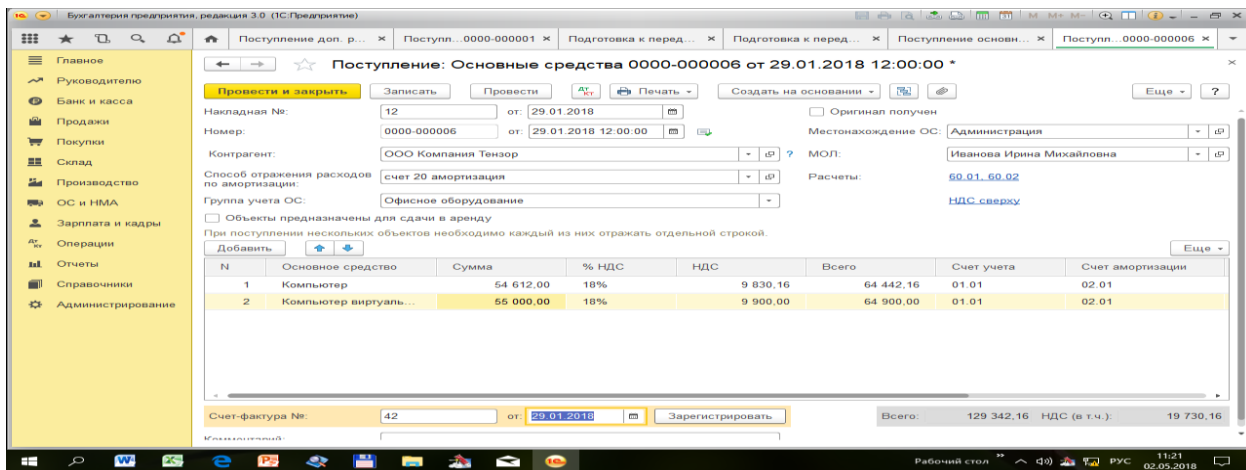 Бухгалтерия предприятия, редакция 3.0 (1С:Предприятие) M M+ M-
Поступление доп. р... × Поступл...0000-000001 × Подготовка к перед... × Подготовка к перед... × Поступление основн... × Поступл...0000-000006 ×
Главное
Руководителю
Банк и касса
Продажи
Покупки
Склад
Производство
ОС и НМА
Зарплата и кадры
Операции
Отчеты
Справочники
Администрирование
Поступление: Основные средства 0000-000006 от 29.01.2018 12:00:00 *
Провести и закрыть Записать Провести Дт Кт Печать Создать на основании Еще ?
Накладная №: 12 от: 29.01.2018 Оригинал получен
Номер: 0000-000006 от: 29.01.2018 12:00:00 Местонахождение ОС: Администрация
Контрагент: ООО Компания Тензор ? МОЛ: Иванова Ирина Михайловна
Способ отражения расходов по амортизации: счет 20 амортизация Расчеты: 60.01, 60.02
Группа учета ОС: Офисное оборудование НДС сверху
Объекты предназначены для сдачи в аренду
При поступлении нескольких объектов необходимо каждый из них отражать отдельной строкой.
Добавить Еще
N Основное средство Сумма % НДС НДС Всего Счет учета Счет амортизации
1 Компьютер 54 612,00 18% 9 830,16 64 442,16 01.01 02.01
2 Компьютер виртуаль... 55 000,00 18% 9 900,00 64 900,00 01.01 02.01
Счет-фактура №: 42 от: 29.01.2018 Зарегистрировать Всего: 129 342,16 НДС (в т.ч.): 19 730,16
Комментарий:
Рабочий стол РУС 11:21
02.05.2018